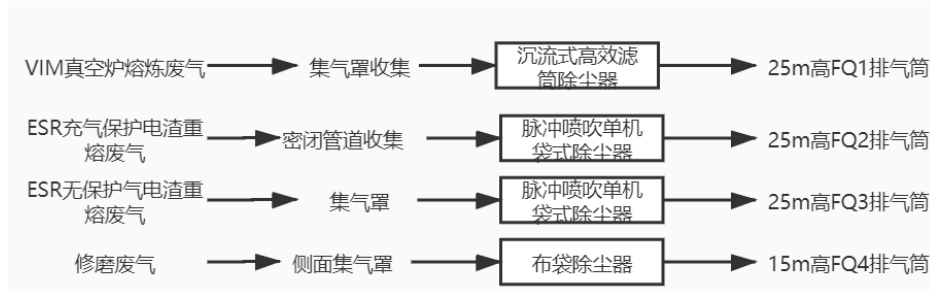 VIM真空炉熔炼废气 集气罩收集 沉流式高效滤
筒除尘器 25m高FQ1排气筒
ESR充气保护电渣重
熔废气 密闭管道收集 脉冲喷吹单机
袋式除尘器 25m高FQ2排气筒
ESR无保护气电渣重
熔废气 集气罩 脉冲喷吹单机
袋式除尘器 25m高FQ3排气筒
修磨废气 侧面集气罩 布袋除尘器 15m高FQ4排气筒